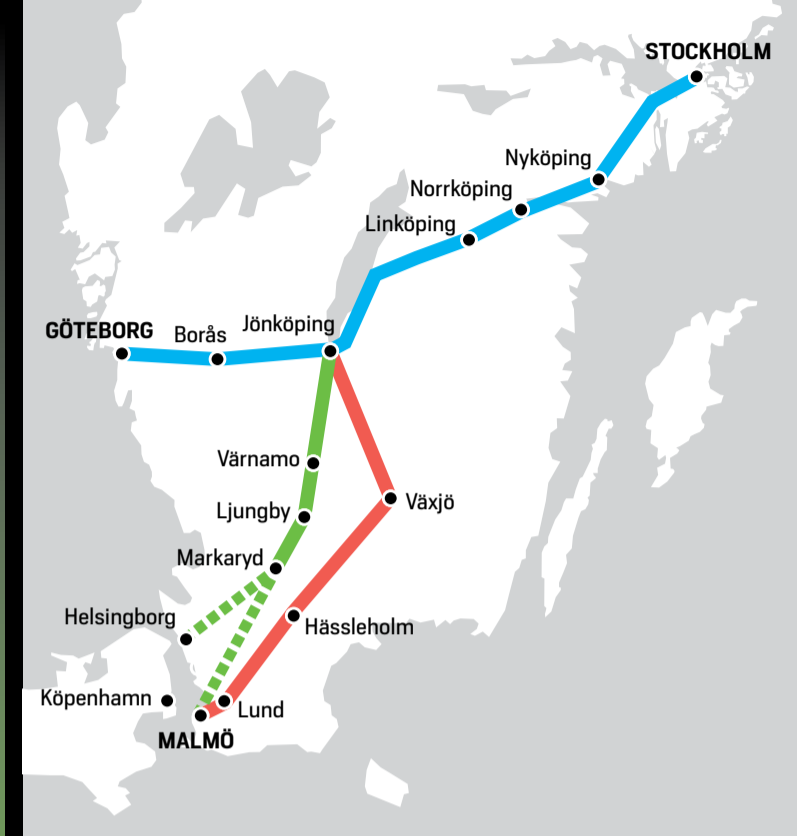 STOCKHOLM
Nyköping
Norrköping
Linköping
Jönköping
GÖTEBORG
Borås
Värnamo
Växjö
Ljungby
Markaryd
Helsingborg
Hässleholm
Köpenhamn
Lund
MALMÖ